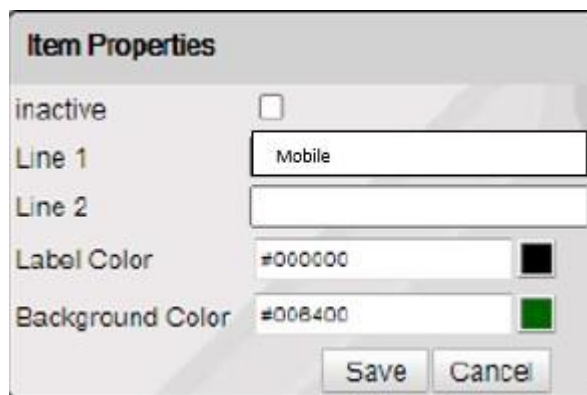 Item Properties
inactive
Line 1 Mobile
Line 2
Label Color #000000
Background Color #006400
Save Cancel